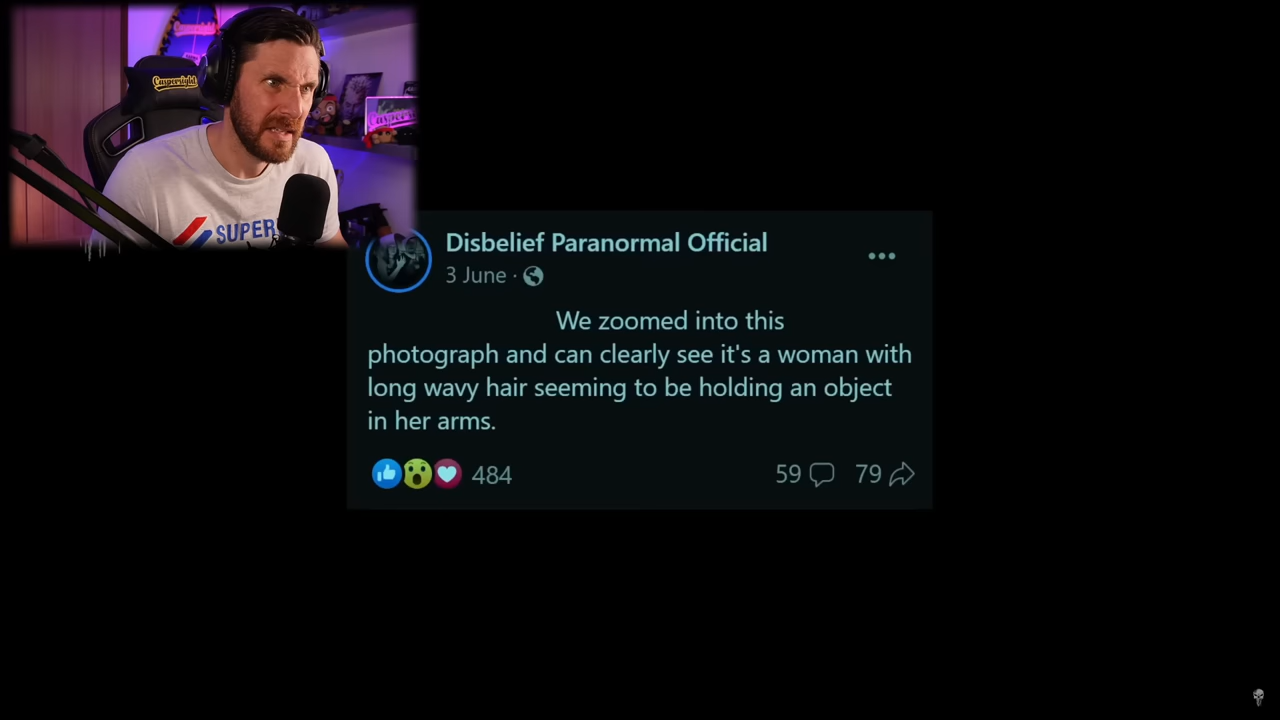 Caspersight
SUPER
Disbelief Paranormal Official
3 June ·
We zoomed into this
photograph and can clearly see it's a woman with
long wavy hair seeming to be holding an object
in her arms.
484
59
79